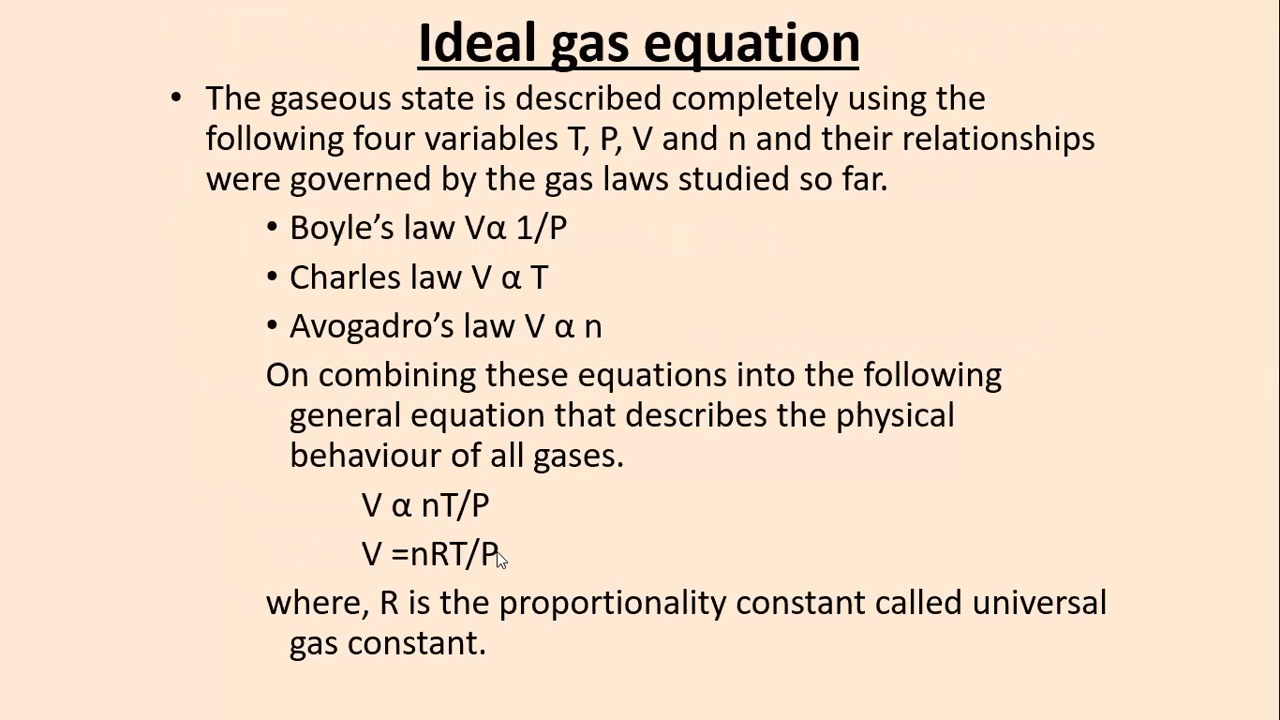 Ideal gas equation
• The gaseous state is described completely using the
following four variables T, P, V and n and their relationships
were governed by the gas laws studied so far.
• Boyle’s law Vα 1/P
• Charles law V α T
• Avogadro’s law V α n
On combining these equations into the following
general equation that describes the physical
behaviour of all gases.
V α nT/P
V =nRT/P
where, R is the proportionality constant called universal
gas constant.